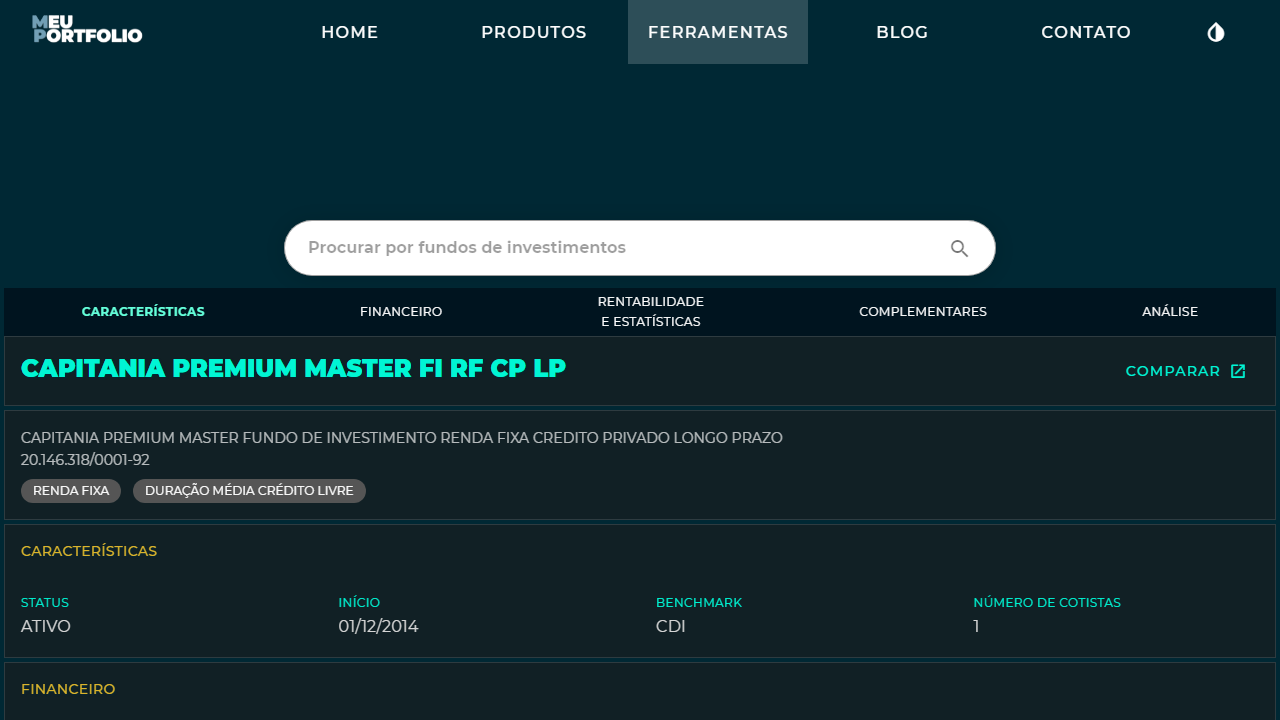 MEU
PORTFOLIO
HOME
PRODUTOS
FERRAMENTAS
BLOG
CONTATO
Procurar por fundos de investimentos
CARACTERÍSTICAS
FINANCEIRO
RENTABILIDADE
E ESTATÍSTICAS
COMPLEMENTARES
ANÁLISE
CAPITANIA PREMIUM MASTER FI RF CP LP
COMPARAR
CAPITANIA PREMIUM MASTER FUNDO DE INVESTIMENTO RENDA FIXA CREDITO PRIVADO LONGO PRAZO
20.146.318/0001-92
RENDA FIXA
DURAÇÃO MÉDIA CRÉDITO LIVRE
CARACTERÍSTICAS
STATUS
ATIVO
INÍCIO
01/12/2014
BENCHMARK
CDI
NÚMERO DE COTISTAS
1
FINANCEIRO